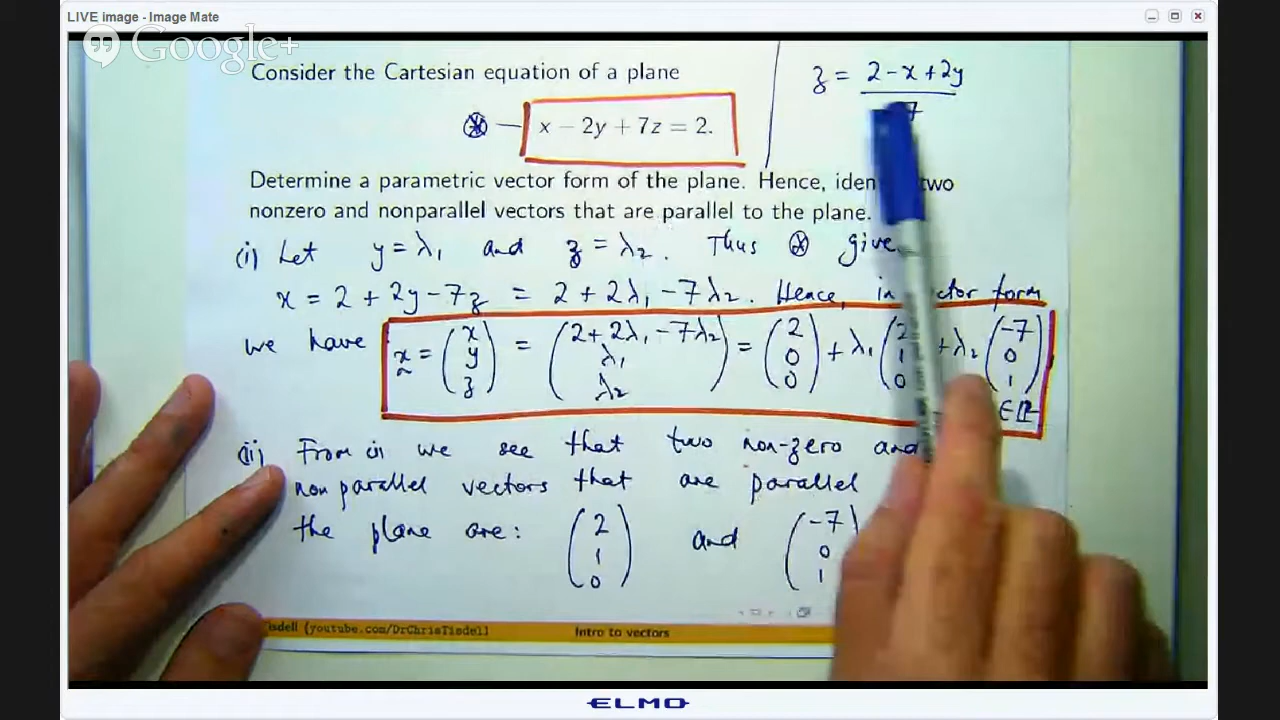 LIVE image - Image Mate
Google+
Consider the Cartesian equation of a plane
⊛ — x − 2y + 7z = 2.
z = (2 - x + 2y)/7
Determine a parametric vector form of the plane. Hence, iden two
nonzero and nonparallel vectors that are parallel to the plane.
(i) Let y = λ₁ and z = λ₂. Thus ⊛ give
x = 2 + 2y - 7z = 2 + 2λ₁ - 7λ₂. Hence, in ctor form
we have x̰ = (x y z) = (2 + 2λ₁ - 7λ₂ λ₁ λ₂) = (2 0 0) + λ₁ (2 1 0 + λ₂ (-7 0 1)
∈ ℝ
(ii) From (i) we see that two non-zero and
non parallel vectors that are parallel
the plane are: (2 1 0) and (-7 0 1)
isdell (youtube.com/DrChrisTisdell) Intro to vectors
ELMO